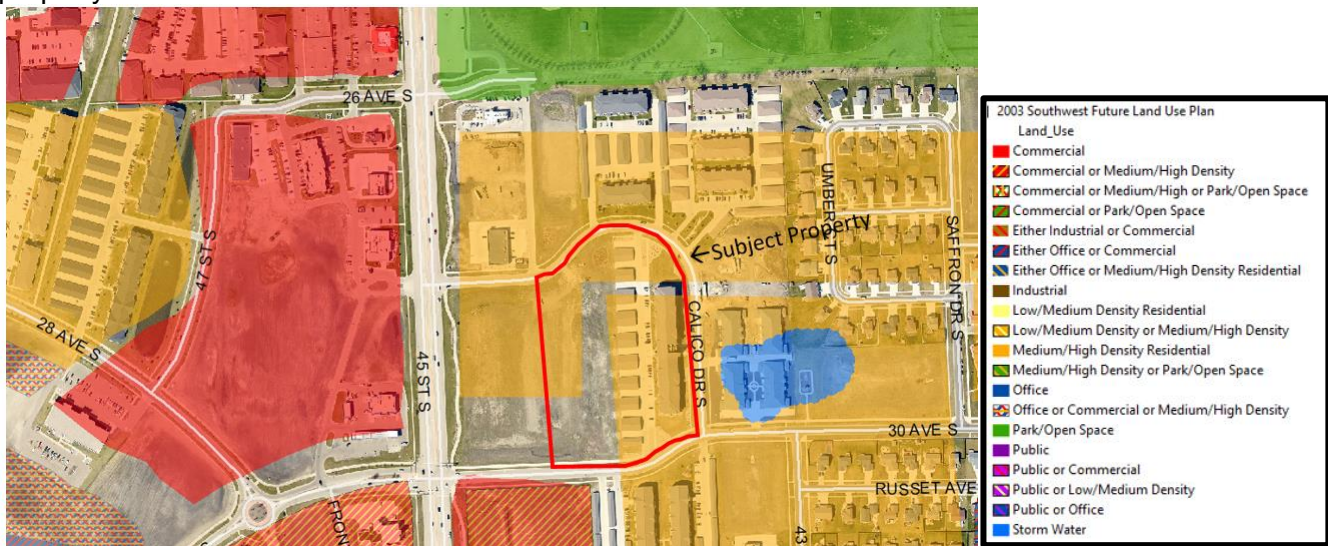 26 AVE S
47 ST S
28 AVE S
45 ST S
UMBER CT S
SAFFRON DR S
←Subject Property
CALICO DR S
30 AVE S
RUSSET AVE
FRON
43
2003 Southwest Future Land Use Plan
Land_Use
Commercial
Commercial or Medium/High Density
Commercial or Medium/High or Park/Open Space
Commercial or Park/Open Space
Either Industrial or Commercial
Either Office or Commercial
Either Office or Medium/High Density Residential
Industrial
Low/Medium Density Residential
Low/Medium Density or Medium/High Density
Medium/High Density Residential
Medium/High Density or Park/Open Space
Office
Office or Commercial or Medium/High Density
Park/Open Space
Public
Public or Commercial
Public or Low/Medium Density
Public or Office
Storm Water